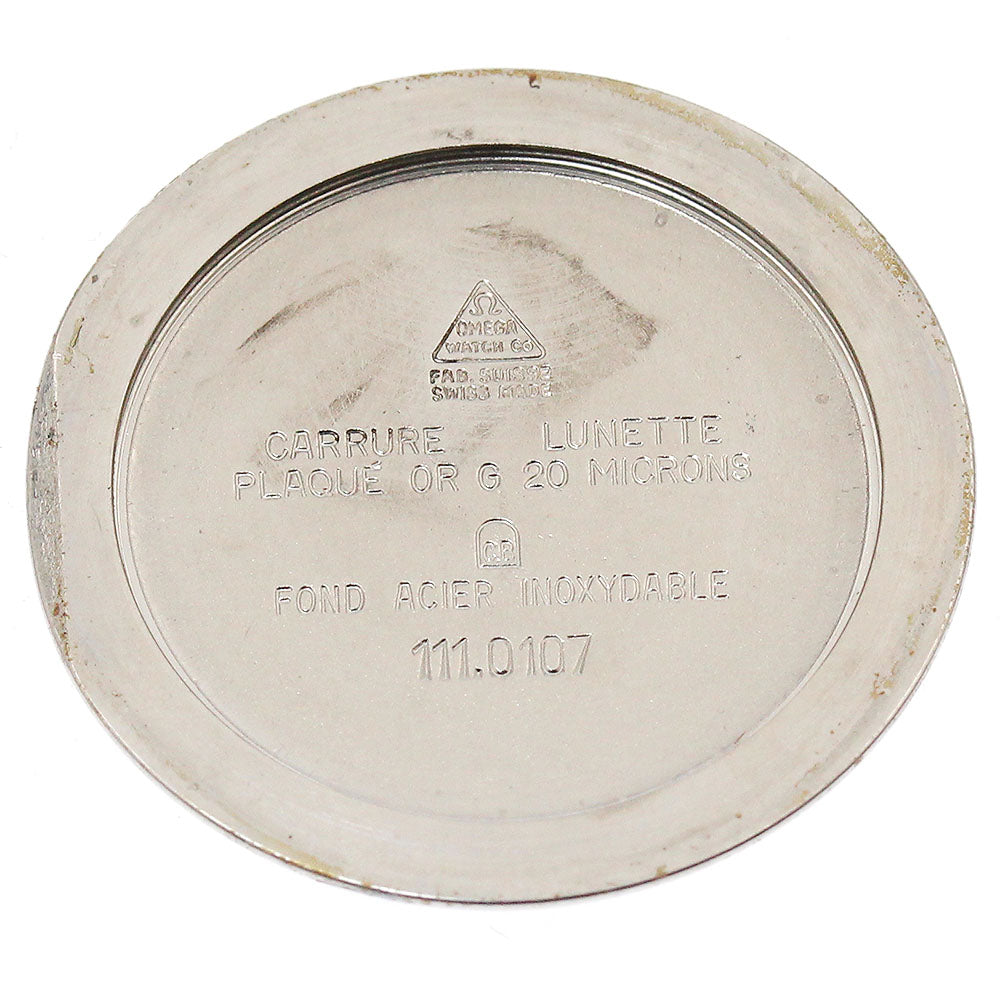 Ω
OMEGA
WATCH Co
FAB. SUISSE
SWISS MADE
CARRURE LUNETTE
PLAQUÉ OR G 20 MICRONS
C.B
FOND ACIER INOXYDABLE
111.0107